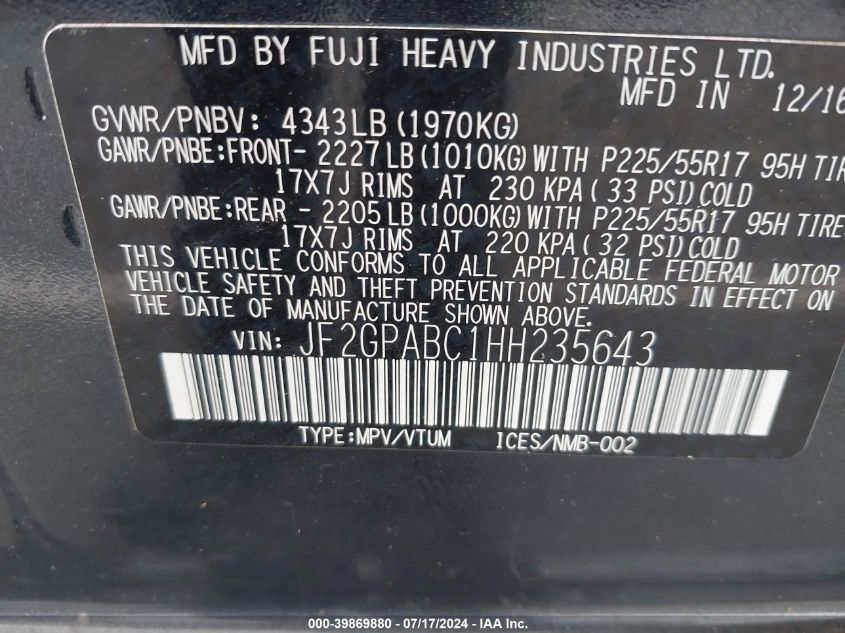 MFD BY FUJI HEAVY INDUSTRIES LTD.
MFD IN 12/16
GVWR/PNBV: 4343LB(1970KG)
GAWR/PNBE:FRONT- 2227LB(1010KG)WITH P225/55R17 95H TIR
17X7J RIMS AT 230 KPA(33 PSI)COLD
GAWR/PNBE:REAR - 2205LB(1000KG)WITH P225/55R17 95H TIRE
17X7J RIMS AT 220 KPA(32 PSI)COLD
THIS VEHICLE CONFORMS TO ALL APPLICABLE FEDERAL MOTOR
VEHICLE SAFETY AND THEFT PREVENTION STANDARDS IN EFFECT ON
THE DATE OF MANUFACTURE SHOWN ABOVE.
VIN: JF2GPABC1HH235643
TYPE:MPV/VTUM ICES/NMB-002
000-39869880 - 07/17/2024 - IAA Inc.